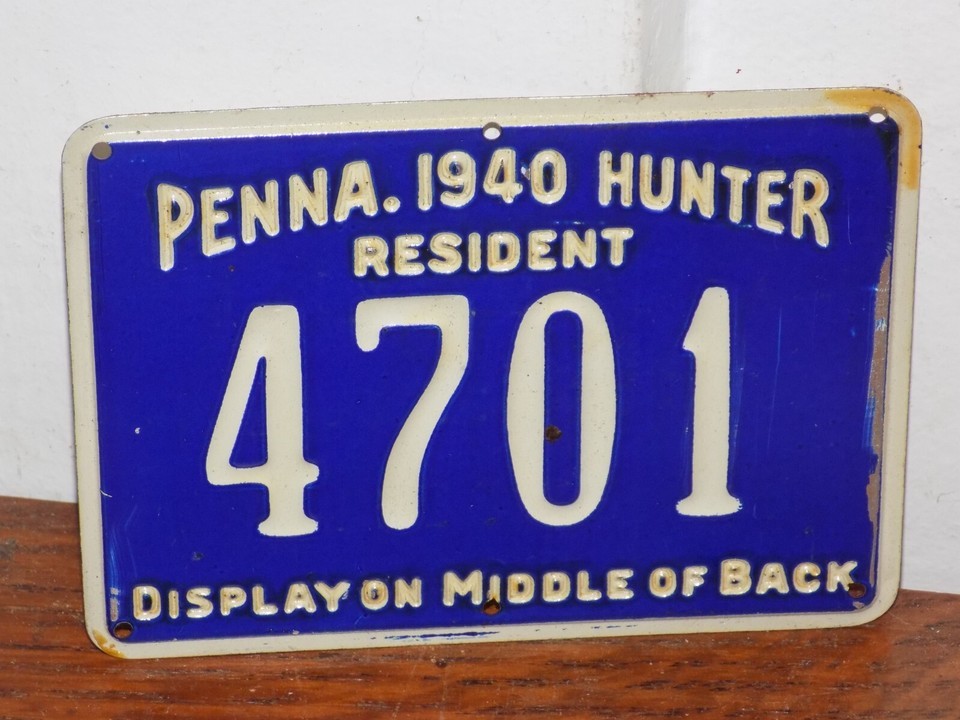 PENNA. 1940 HUNTER
RESIDENT
4701
DISPLAY ON MIDDLE OF BACK